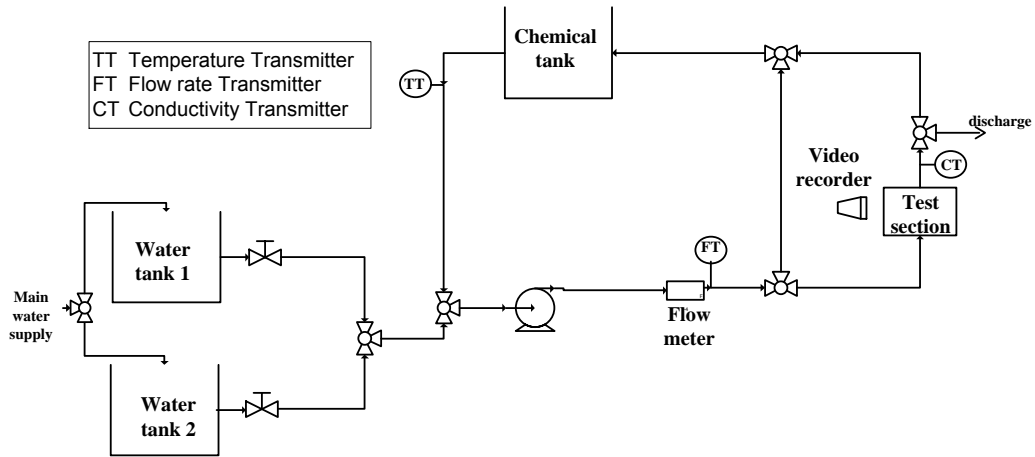 TT Temperature Transmitter
FT Flow rate Transmitter
CT Conductivity Transmitter
Chemical
tank
TT
discharge
Video
recorder
CT
Test
section
Water
tank 1
FT
Main
water
supply
Flow
meter
Water
tank 2